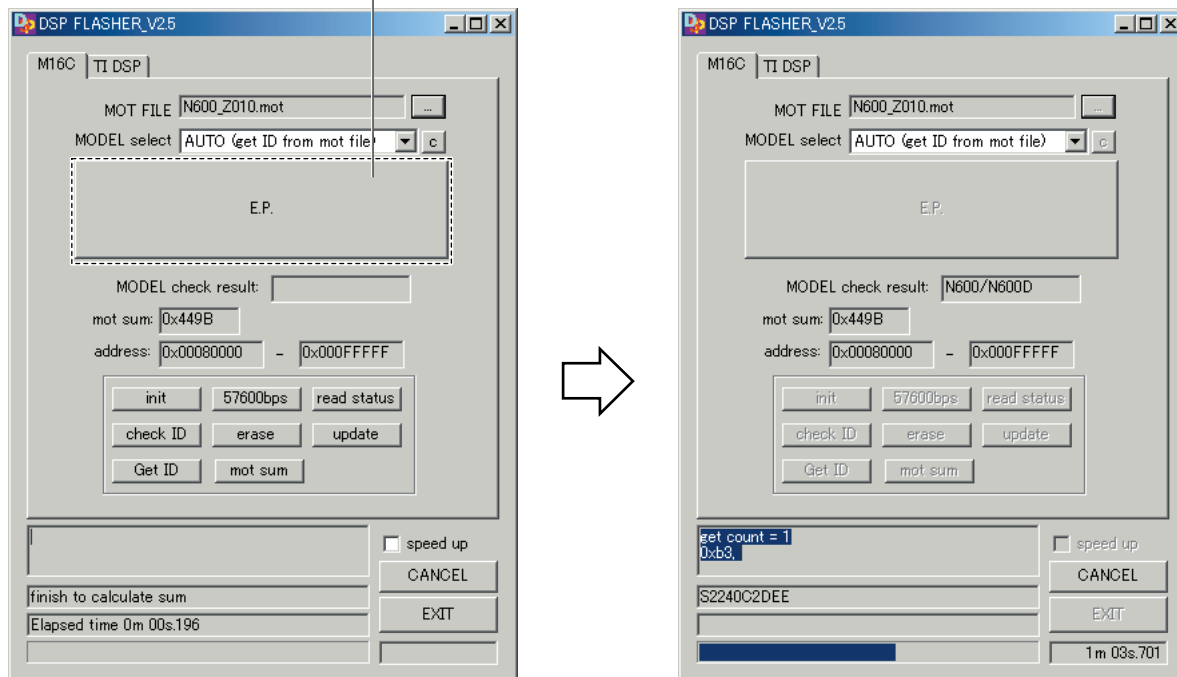 DSP FLASHER_V2.5
M16C TI DSP
MOT FILE N600_Z010.mot ...
MODEL select AUTO (get ID from mot file) c
E.P.
MODEL check result:
mot sum: 0x449B
address: 0x00080000 - 0x000FFFFF
init 57600bps read status
check ID erase update
Get ID mot sum
speed up
CANCEL
finish to calculate sum
EXIT
Elapsed time 0m 00s.196
DSP FLASHER_V2.5
M16C TI DSP
MOT FILE N600_Z010.mot ...
MODEL select AUTO (get ID from mot file) c
E.P.
MODEL check result: N600/N600D
mot sum: 0x449B
address: 0x00080000 - 0x000FFFFF
init 57600bps read status
check ID erase update
Get ID mot sum
get count = 1
0xb3,
speed up
CANCEL
S2240C2DEE
EXIT
1m 03s.701